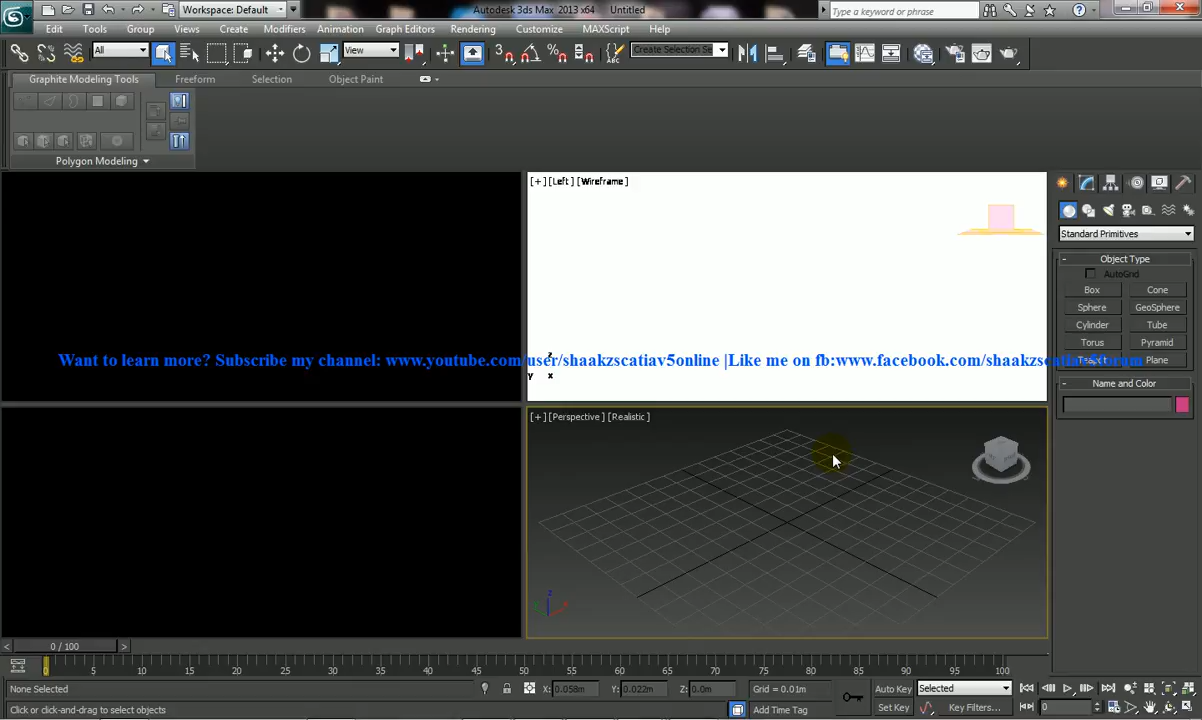 Workspace: Default
Autodesk 3ds Max 2013 x64
Untitled
Type a keyword or phrase
Edit Tools Group Views Create Modifiers Animation Graph Editors Rendering Customize MAXScript Help
All
View
Create Selection Se
Graphite Modeling Tools Freeform Selection Object Paint
Polygon Modeling
[+] [Left] [Wireframe]
Standard Primitives
Object Type
AutoGrid
Box Cone
Sphere GeoSphere
Cylinder Tube
Torus Pyramid
Teapot Plane
Want to learn more? Subscribe my channel: www.youtube.com/user/shaakzscatiav5online |Like me on fb:www.facebook.com/shaakzscatiav5forum
z
Y x
Name and Color
[+] [Perspective] [Realistic]
z
0 / 100
0 5 10 15 20 25 30 35 40 45 50 55 60 65 70 75 80 85 90 95 100
None Selected
X: 0.058m Y: 0.022m Z: 0.0m Grid = 0.01m
Auto Key Selected
Click or click-and-drag to select objects
Add Time Tag
Set Key Key Filters...
0